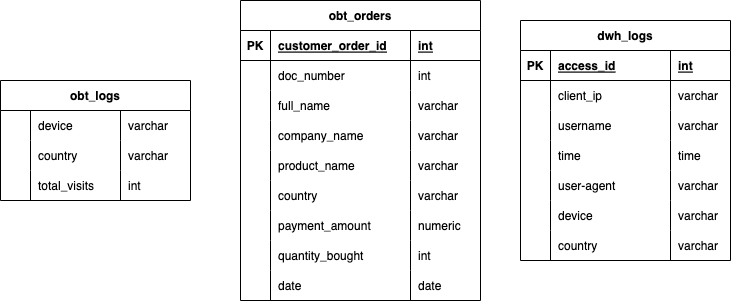 obt_logs
device varchar
country varchar
total_visits int
obt_orders
PK customer_order_id int
doc_number int
full_name varchar
company_name varchar
product_name varchar
country varchar
payment_amount numeric
quantity_bought int
date date
dwh_logs
PK access_id int
client_ip varchar
username varchar
time time
user-agent varchar
device varchar
country varchar